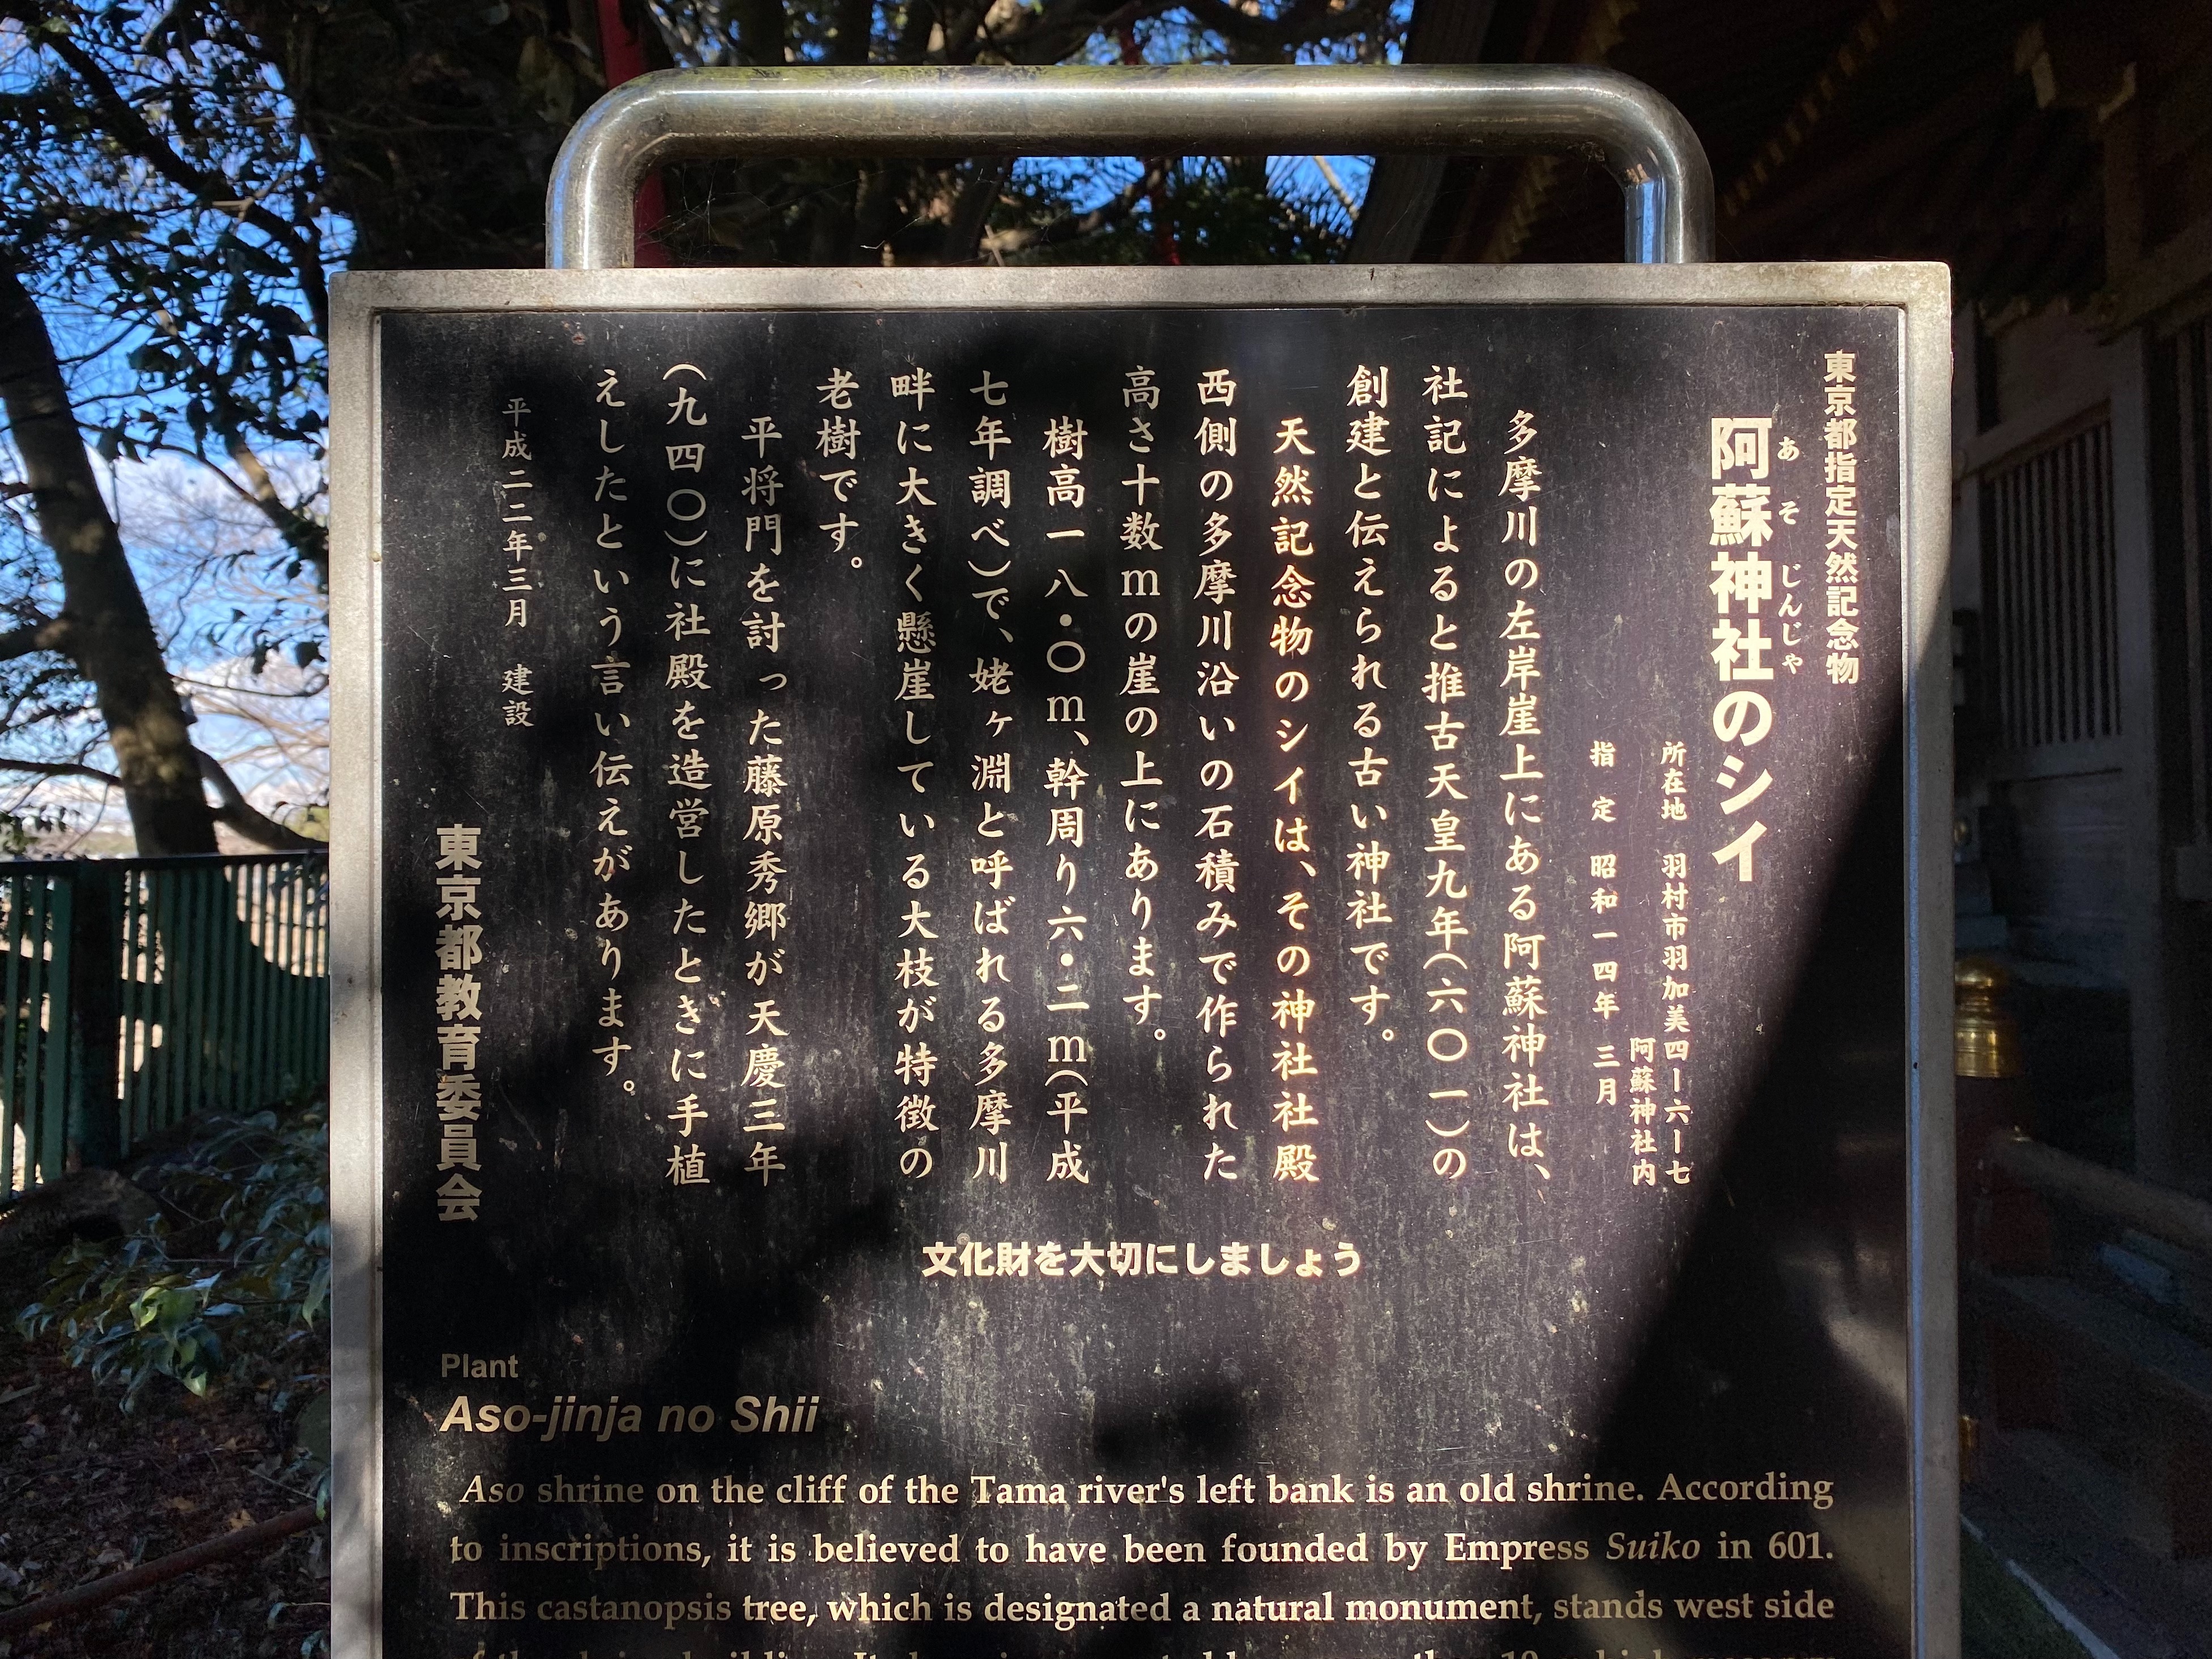 東京都指定天然記念物
阿蘇神社のシイ
あそじんじゃ
所在地 羽村市羽加美四ー六ー七
阿蘇神社内
指定 昭和一四年三月
多摩川の左岸崖上にある阿蘇神社は、
社記によると推古天皇九年(六〇一)の
創建と伝えられる古い神社です。
天然記念物のシイは、その神社社殿
西側の多摩川沿いの石積みで作られた
高さ十数mの崖の上にあります。
樹高一八・〇m、幹周り六・二m(平成
七年調べ)で、姥ヶ淵と呼ばれる多摩川
畔に大きく懸崖している大枝が特徴の
老樹です。
平将門を討った藤原秀郷が天慶三年
(九四〇)に社殿を造営したときに手植
えしたという言い伝えがあります。
平成二二年三月 建設
東京都教育委員会
文化財を大切にしましょう
Plant
Aso-jinja no Shii
Aso shrine on the cliff of the Tama river's left bank is an old shrine. According
to inscriptions, it is believed to have been founded by Empress Suiko in 601.
This castanopsis tree, which is designated a natural monument, stands west side